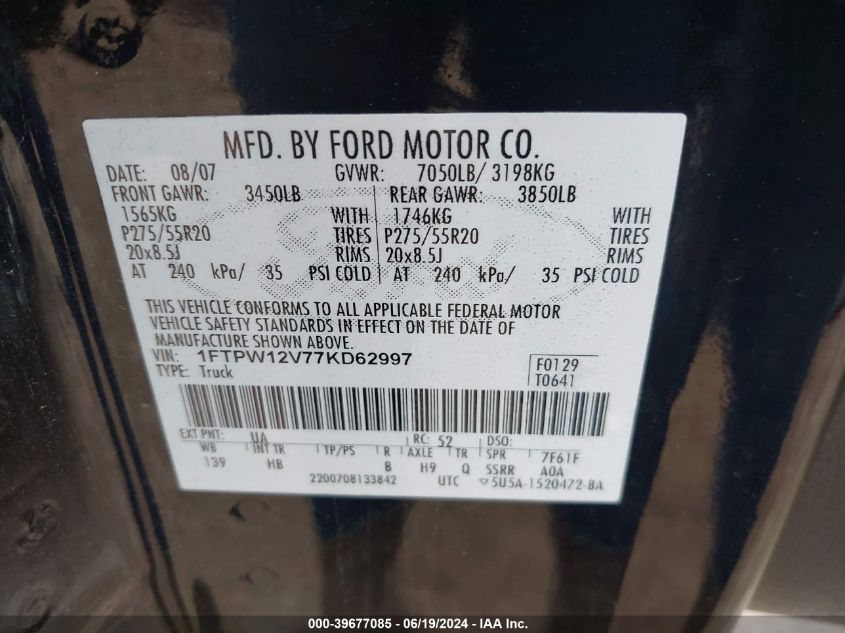 MFD. BY FORD MOTOR CO.
DATE: 08/07 GVWR: 7050LB/ 3198KG
FRONT GAWR: 3450LB REAR GAWR: 3850LB
1565KG WITH 1746KG WITH
P275/55R20 TIRES P275/55R20 TIRES
20x8.5J RIMS 20x8.5J RIMS
AT 240 kPa/ 35 PSI COLD AT 240 kPa/ 35 PSI COLD
THIS VEHICLE CONFORMS TO ALL APPLICABLE FEDERAL MOTOR
VEHICLE SAFETY STANDARDS IN EFFECT ON THE DATE OF
MANUFACTURE SHOWN ABOVE.
VIN: 1FTPW12V77KD62997 F0129
TYPE: Truck T0641
EXT PNT: UA RC: 52 DSO:
WB INT TR TP/PS R AXLE TR SPR 7F61F
139 HB B H9 Q SSRR A0A
2200708133842 UTC 5U5A-1520472-BA
000-39677085 - 06/19/2024 - IAA Inc.